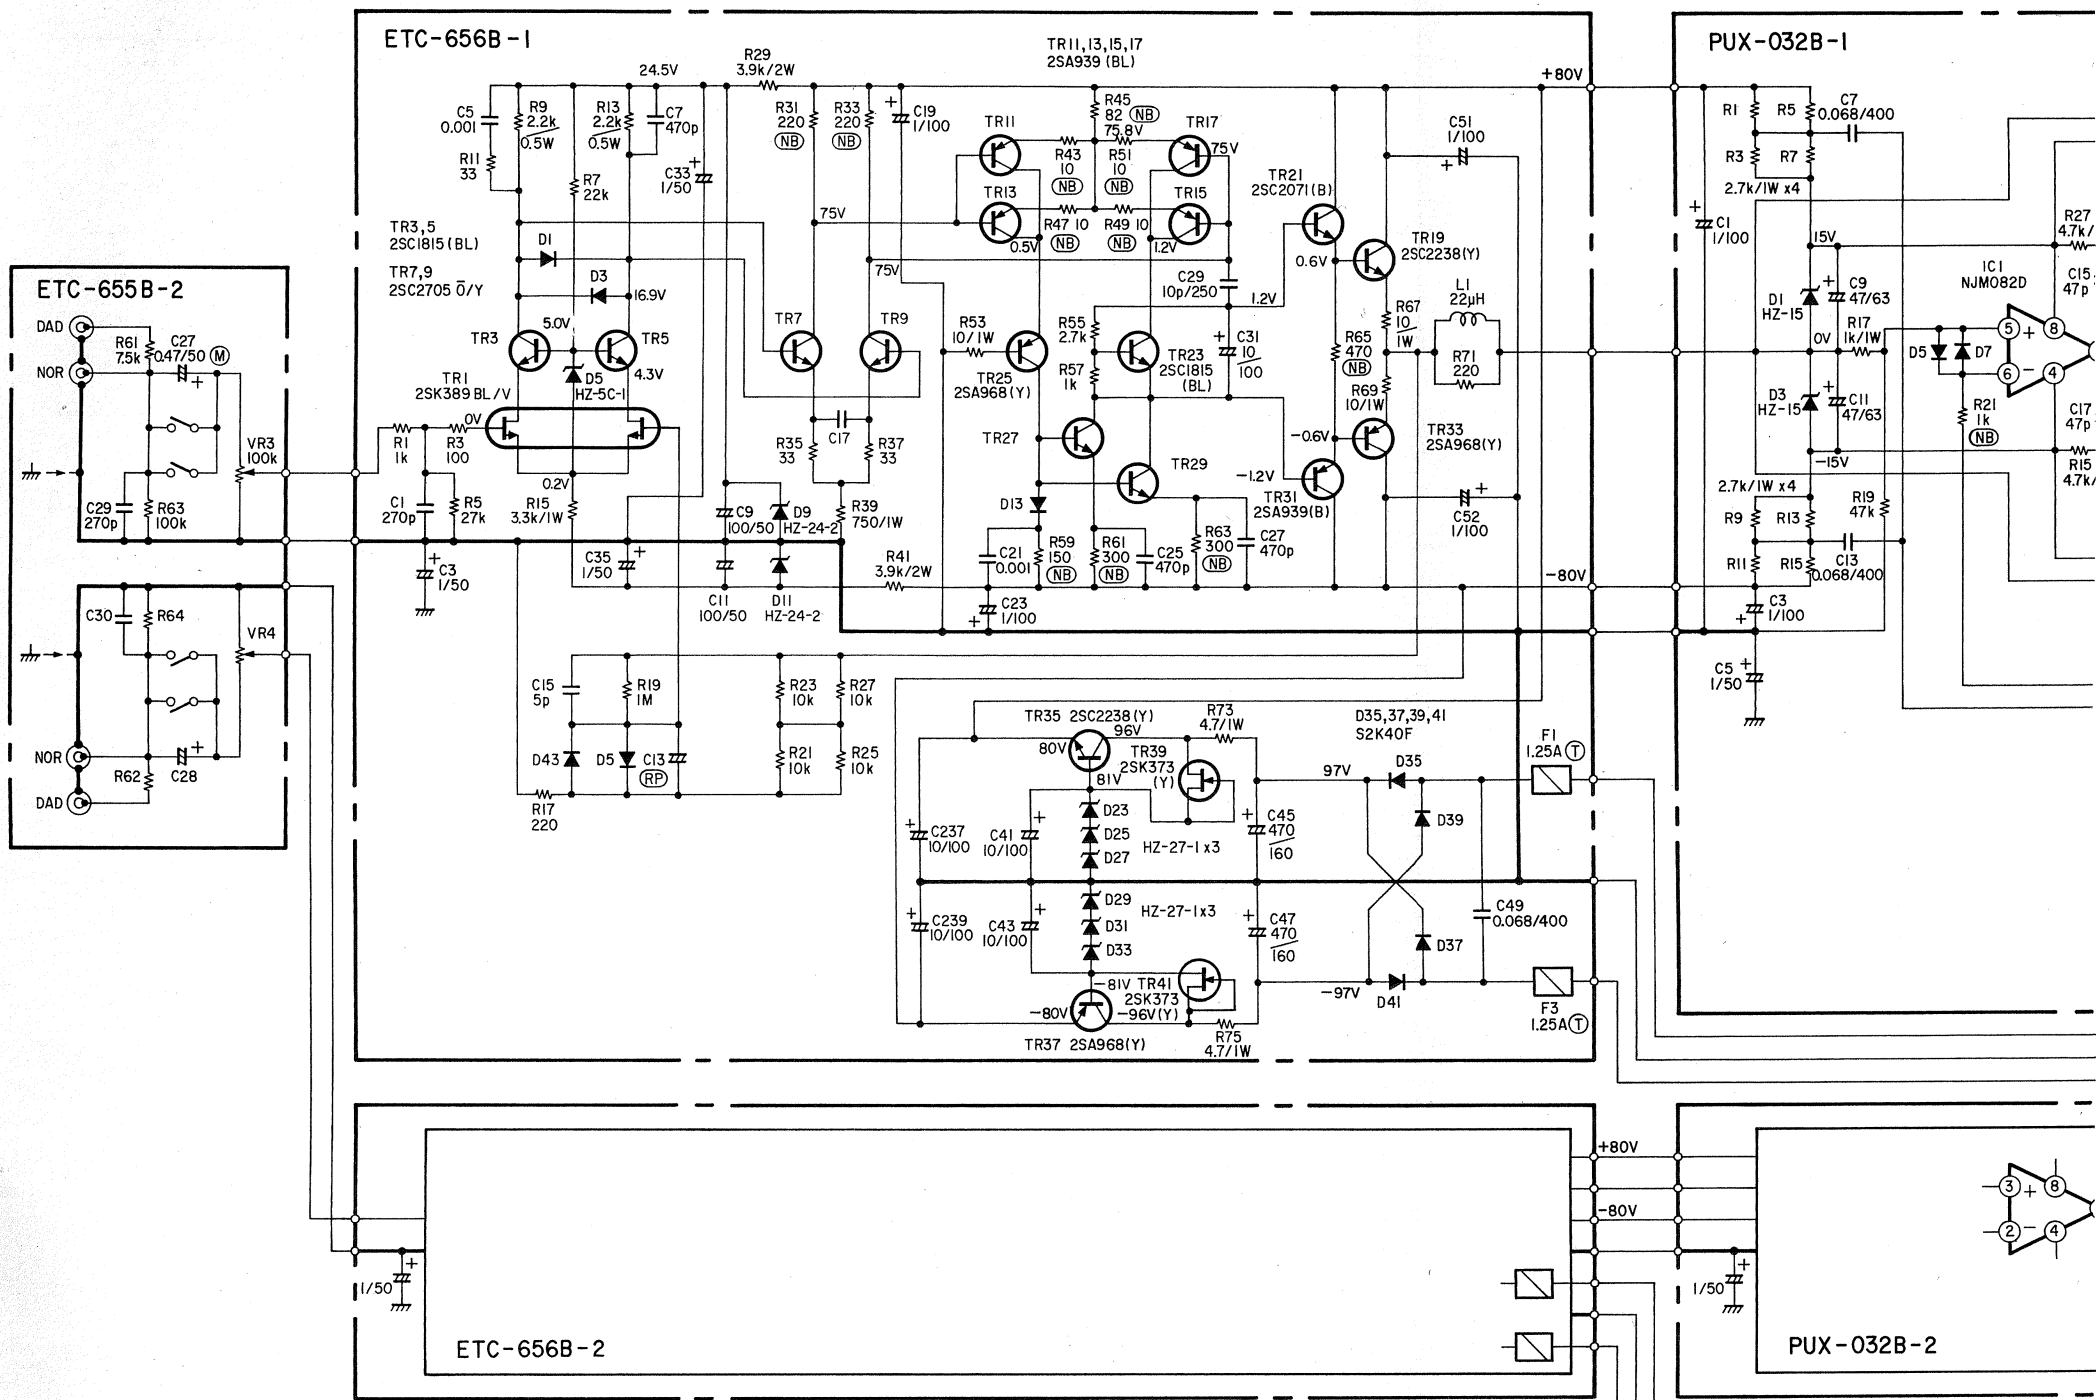 ETC-656B-1
PUX-032B-1
TR11,13,15,17
2SA939 (BL)
24.5V
R29
3.9k/2W
+80V
C5
0.001
R9
2.2k
0.5W
R13
2.2k
0.5W
C7
470p
R31
220
NB
R33
220
NB
C19
1/100
R45
82 NB
75.8V
TR11
TR17
C51
1/100
R1
R5
C7
0.068/400
R11
33
R7
22k
C33
1/50
R43
10
NB
R51
10
NB
75V
TR21
2SC2071(B)
R3
R7
2.7k/1W x4
TR13
TR15
75V
R47 10
NB
R49 10
NB
0.5V
1.2V
TR3,5
2SC1815(BL)
TR7,9
2SC2705 O/Y
D1
D3
16.9V
75V
C29
10p/250
0.6V
1.2V
TR19
2SC2238(Y)
C1
1/100
R27
4.7k/
15V
IC1
NJM082D
C15
47p
ETC-655B-2
DAD
R61
7.5k
C27
0.47/50 M
NOR
TR3
5.0V
TR5
TR7
TR9
4.3V
R53
10/1W
R55
2.7k
R57
1k
TR25
2SA968(Y)
TR23
2SC1815
(BL)
C31
10
100
R65
470
NB
R67
10
1W
L1
22μH
R71
220
R69
10/1W
D1
HZ-15
C9
47/63
0V
R17
1k/1W
D5
D7
5
6
+
−
8
4
TR1
2SK389 BL/V
D5
HZ-5C-1
0V
R1
1k
R3
100
VR3
100k
C17
R35
33
R37
33
TR27
TR29
−0.6V
−1.2V
TR33
2SA968(Y)
TR31
2SA939(B)
D3
HZ-15
C11
47/63
−15V
R21
1k
NB
C17
47p
R15
4.7k/
C29
270p
R63
100k
C1
270p
R5
27k
0.2V
R15
3.3k/1W
C9
100/50
D9
HZ-24-2
R39
750/1W
D13
C21
0.001
R59
150
NB
R61
300
NB
C25
470p
R63
300
NB
C27
470p
C52
1/100
2.7k/1W x4
R9
R13
R19
47k
C3
1/50
C35
1/50
C11
100/50
D11
HZ-24-2
R41
3.9k/2W
−80V
R11
R15
C13
0.068/400
C30
R64
VR4
C23
1/100
C3
1/100
C15
5p
R19
1M
R23
10k
R27
10k
C5
1/50
NOR
R62
C28
DAD
D43
D5
C13
RP
R21
10k
R25
10k
R17
220
TR35 2SC2238(Y)
80V
96V
81V
R73
4.7/1W
TR39
2SK373
(Y)
D35,37,39,41
S2K40F
97V
D35
F1
1.25A T
C237
10/100
C41
10/100
D23
D25
D27
HZ-27-1x3
C45
470
160
D39
C239
10/100
C43
10/100
D29
D31
D33
HZ-27-1x3
C47
470
160
C49
0.068/400
D37
−81V
TR41
2SK373
−96V(Y)
−80V
TR37 2SA968(Y)
R75
4.7/1W
−97V
D41
F3
1.25A T
+80V
−80V
3
+
8
2
−
4
1/50
1/50
ETC-656B-2
PUX-032B-2